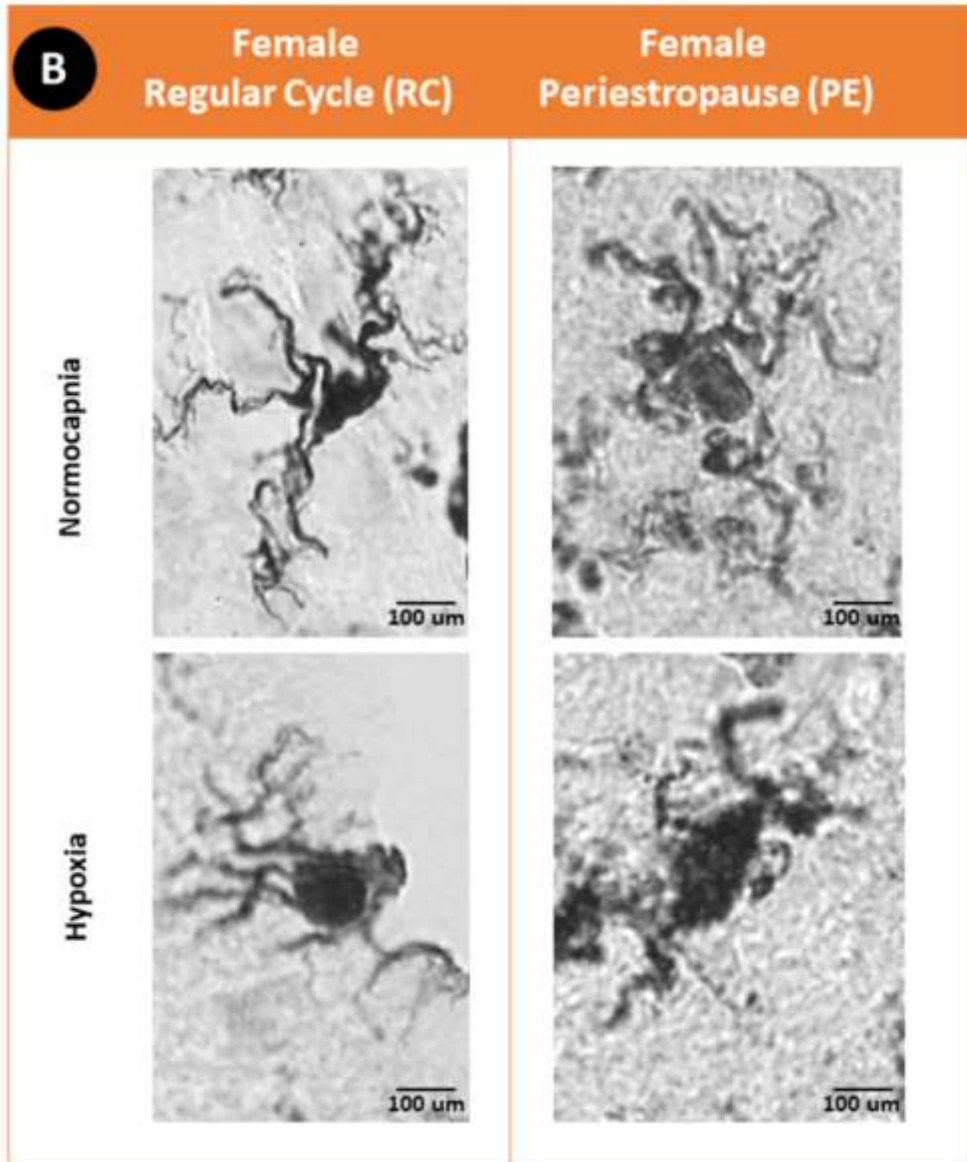 B
Female
Regular Cycle (RC)
Female
Periestropause (PE)
Normocapnia
100 um
100 um
Hypoxia
100 um
100 um